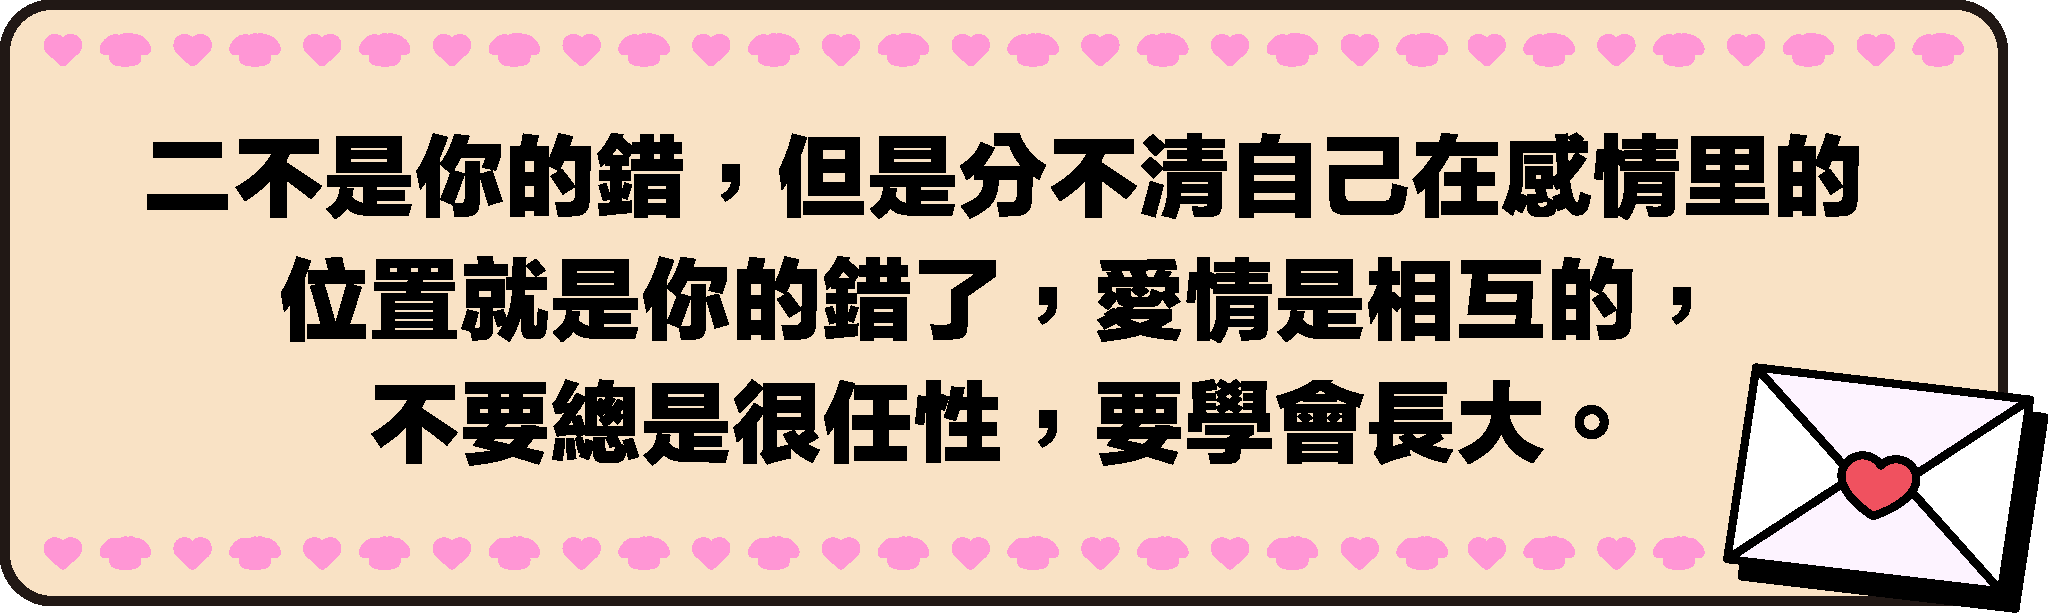 二不是你的錯，但是分不清自己在感情里的
位置就是你的錯了，愛情是相互的，
不要總是很任性，要學會長大。